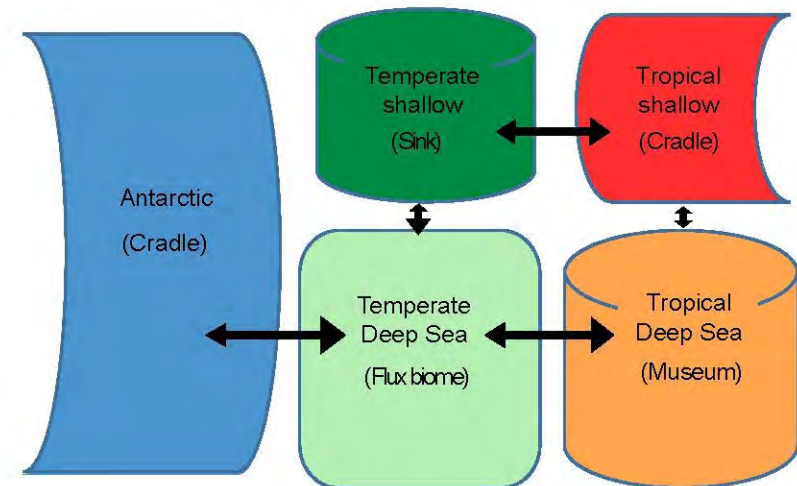 Antarctic
(Cradle)
Temperate
shallow
(Sink)
Tropical
shallow
(Cradle)
Temperate
Deep Sea
(Flux biome)
Tropical
Deep Sea
(Museum)